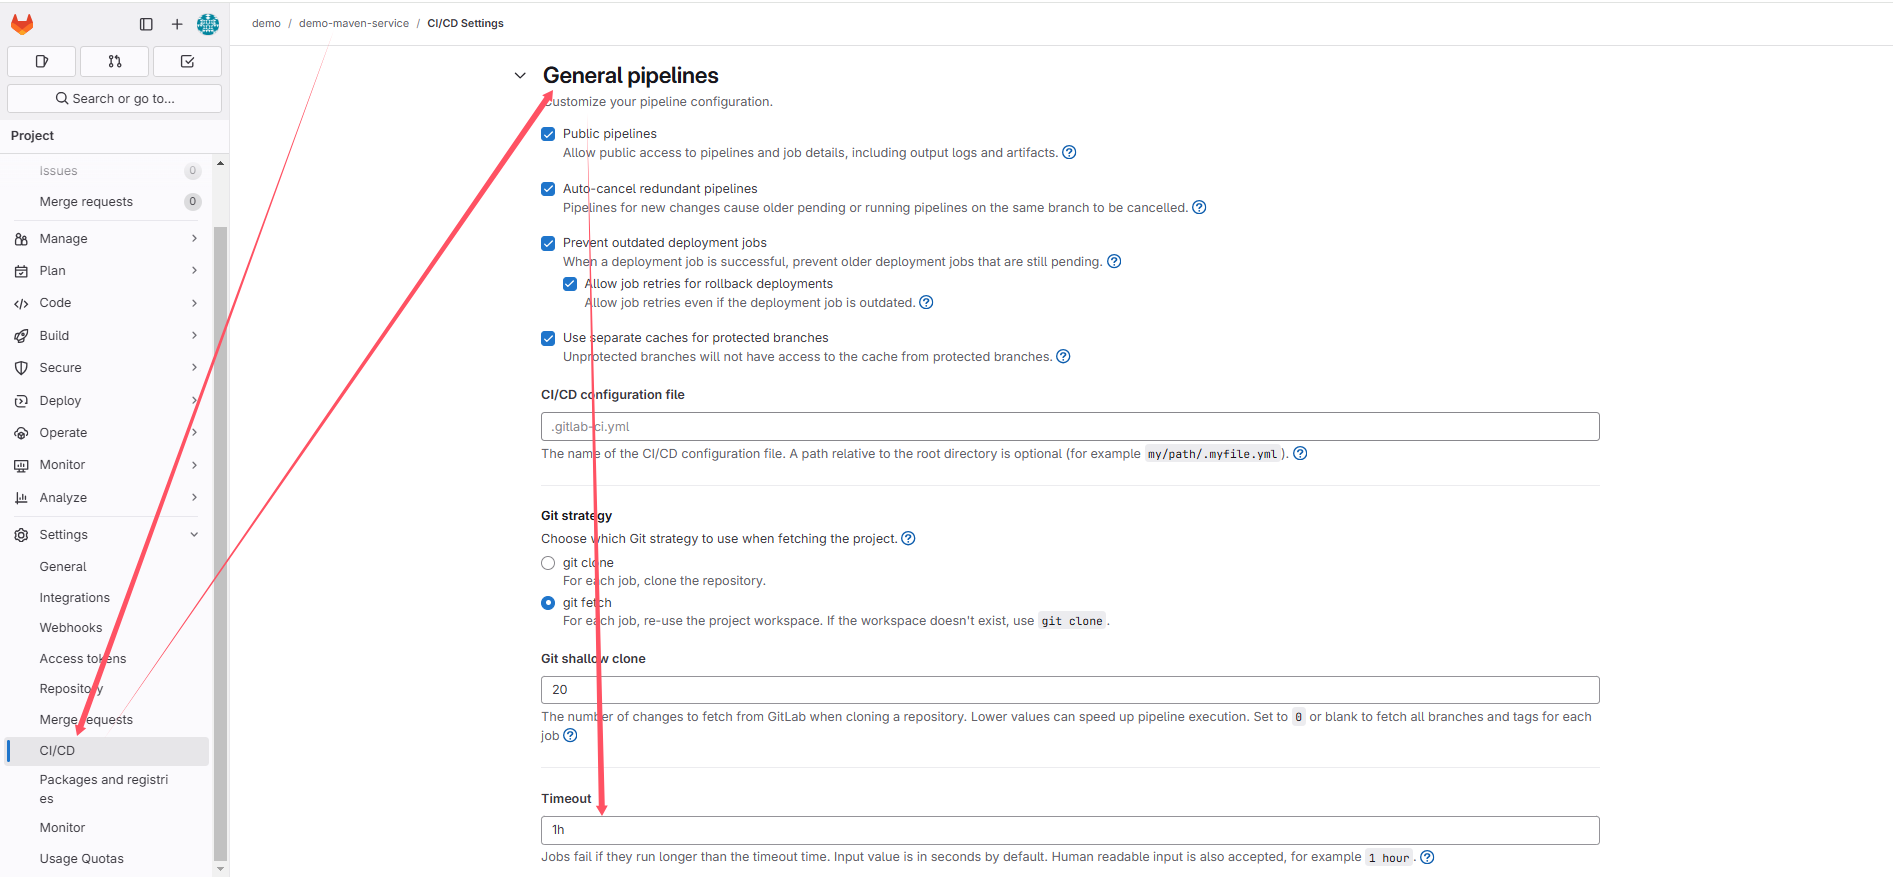 demo / demo-maven-service / CI/CD Settings
Search or go to...
Project
Issues 0
Merge requests 0
Manage
Plan
Code
Build
Secure
Deploy
Operate
Monitor
Analyze
Settings
General
Integrations
Webhooks
Access tokens
Repository
Merge requests
CI/CD
Packages and registri
es
Monitor
Usage Quotas
General pipelines
Customize your pipeline configuration.
Public pipelines
Allow public access to pipelines and job details, including output logs and artifacts.
Auto-cancel redundant pipelines
Pipelines for new changes cause older pending or running pipelines on the same branch to be cancelled.
Prevent outdated deployment jobs
When a deployment job is successful, prevent older deployment jobs that are still pending.
Allow job retries for rollback deployments
Allow job retries even if the deployment job is outdated.
Use separate caches for protected branches
Unprotected branches will not have access to the cache from protected branches.
CI/CD configuration file
.gitlab-ci.yml
The name of the CI/CD configuration file. A path relative to the root directory is optional (for example my/path/.myfile.yml ).
Git strategy
Choose which Git strategy to use when fetching the project.
git clone
For each job, clone the repository.
git fetch
For each job, re-use the project workspace. If the workspace doesn't exist, use git clone .
Git shallow clone
20
The number of changes to fetch from GitLab when cloning a repository. Lower values can speed up pipeline execution. Set to 0 or blank to fetch all branches and tags for each
job
Timeout
1h
Jobs fail if they run longer than the timeout time. Input value is in seconds by default. Human readable input is also accepted, for example 1 hour .